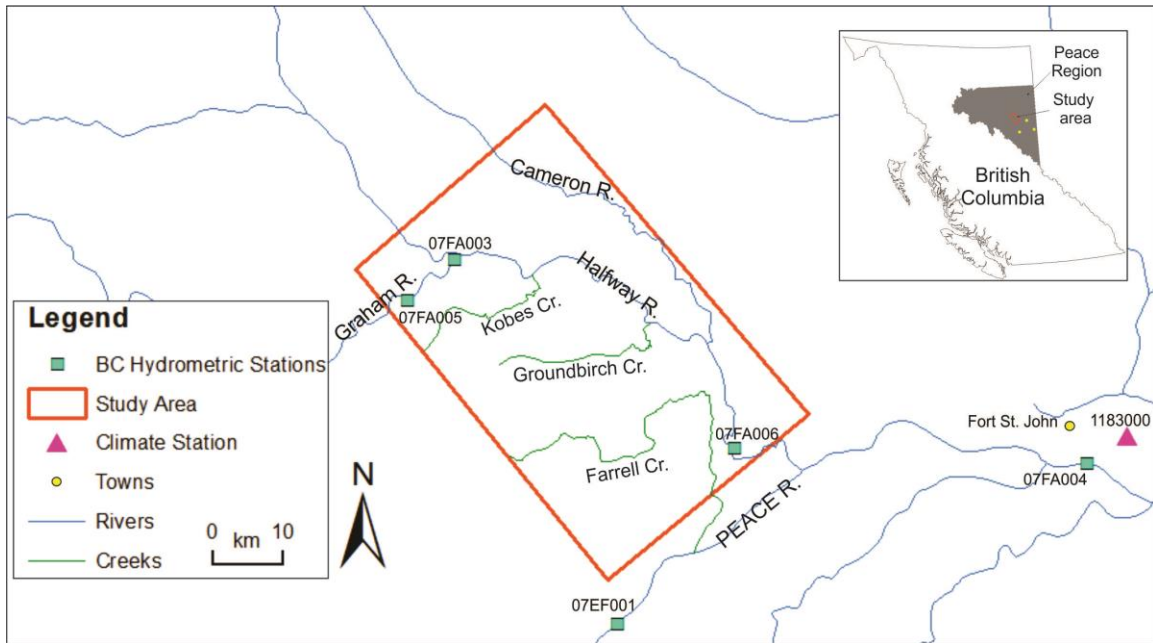 Peace
Region
Study
area
British
Columbia
Cameron R.
07FA003
Halfway R.
Graham R.
07FA005
Kobes Cr.
Groundbirch Cr.
Farrell Cr.
07FA006
PEACE R.
Fort St. John
1183000
07FA004
07EF001
Legend
BC Hydrometric Stations
Study Area
Climate Station
Towns
Rivers
Creeks
0 10
km
N